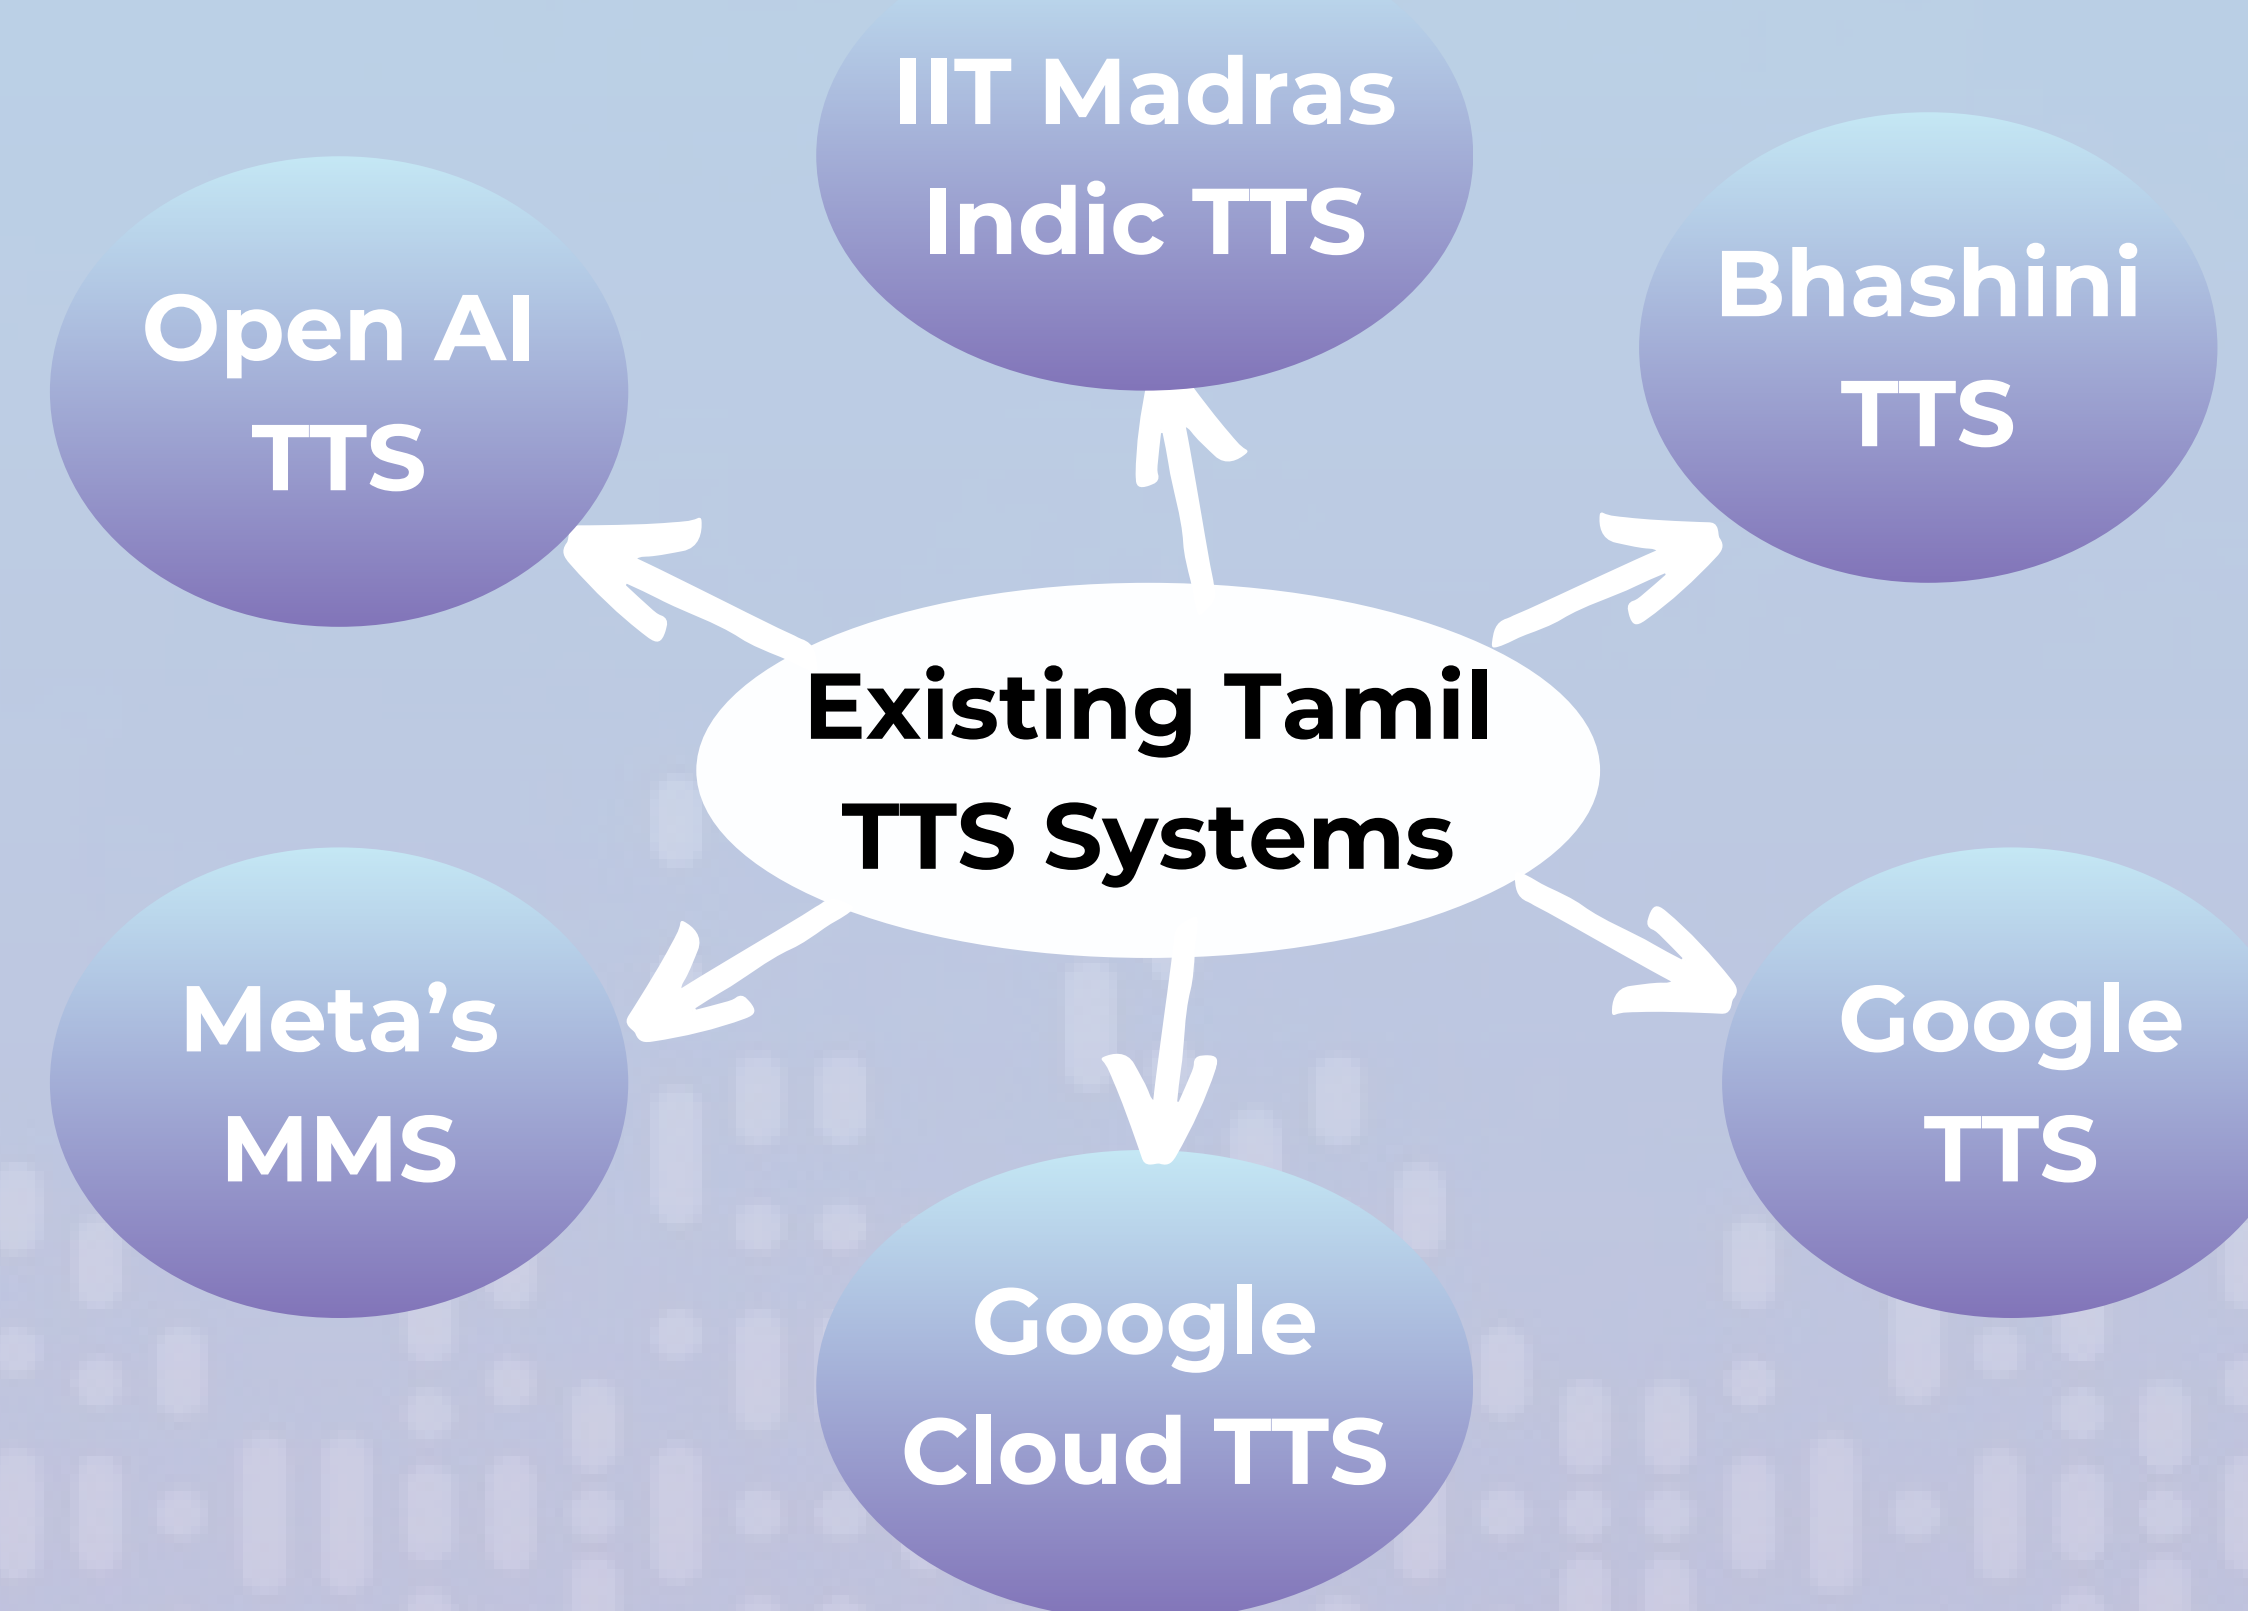 IIT Madras
Indic TTS
Open AI
TTS
Bhashini
TTS
Existing Tamil
TTS Systems
Meta’s
MMS
Google
TTS
Google
Cloud TTS